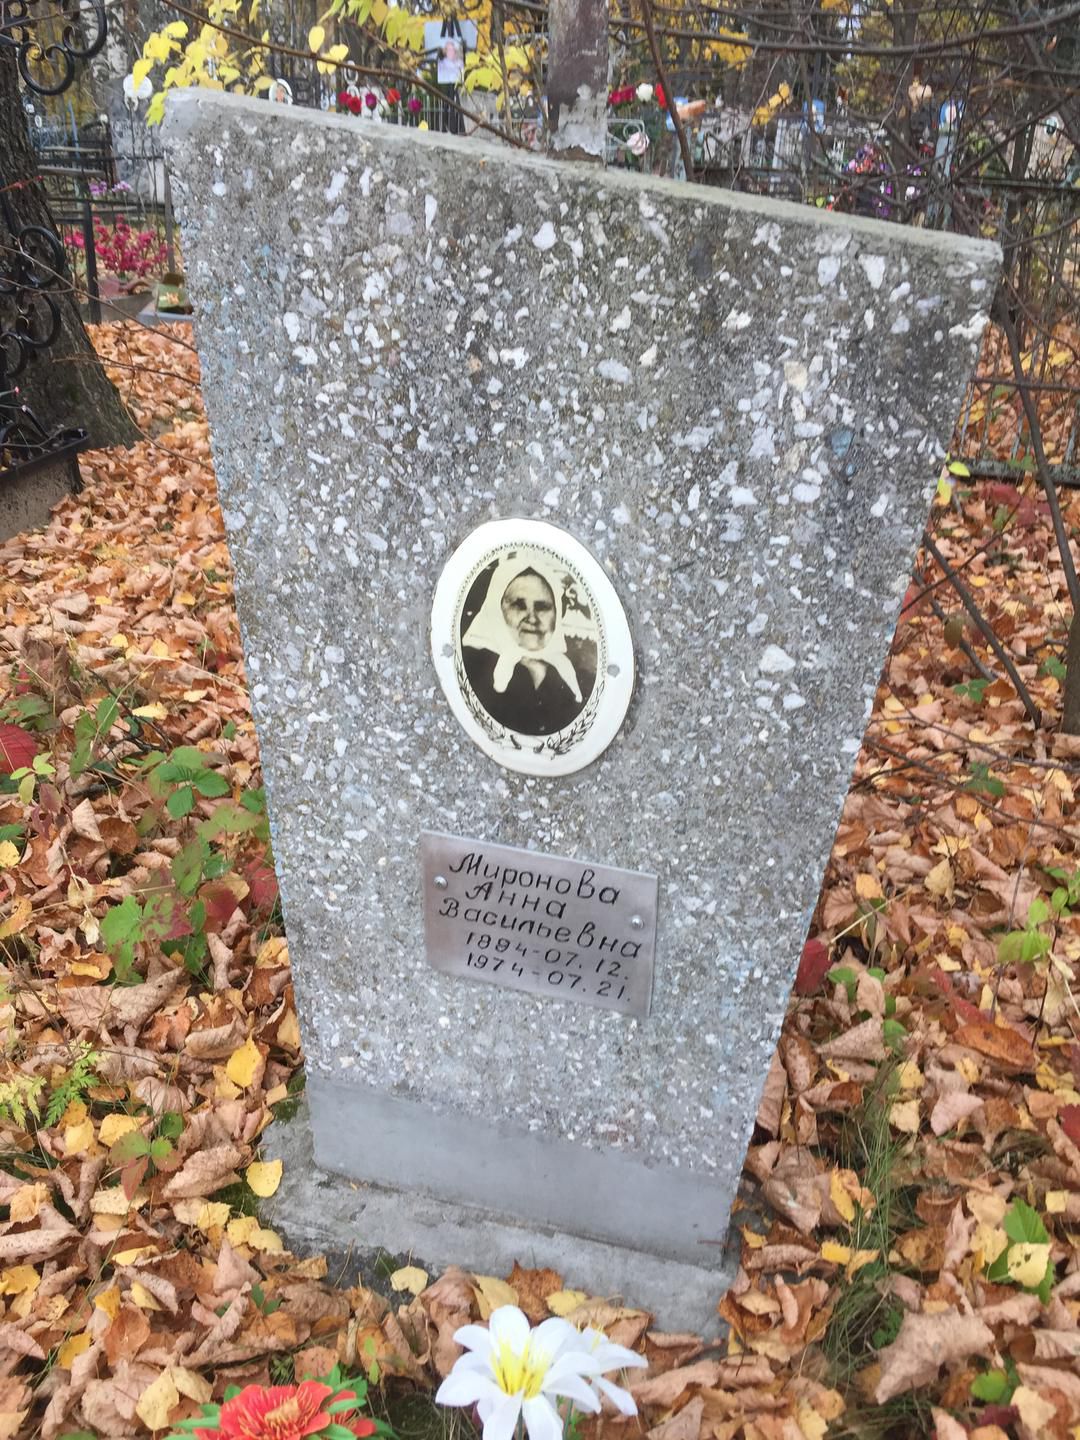 Миронова
Анна
Васильевна
1884-07.12.
1974-07.21.